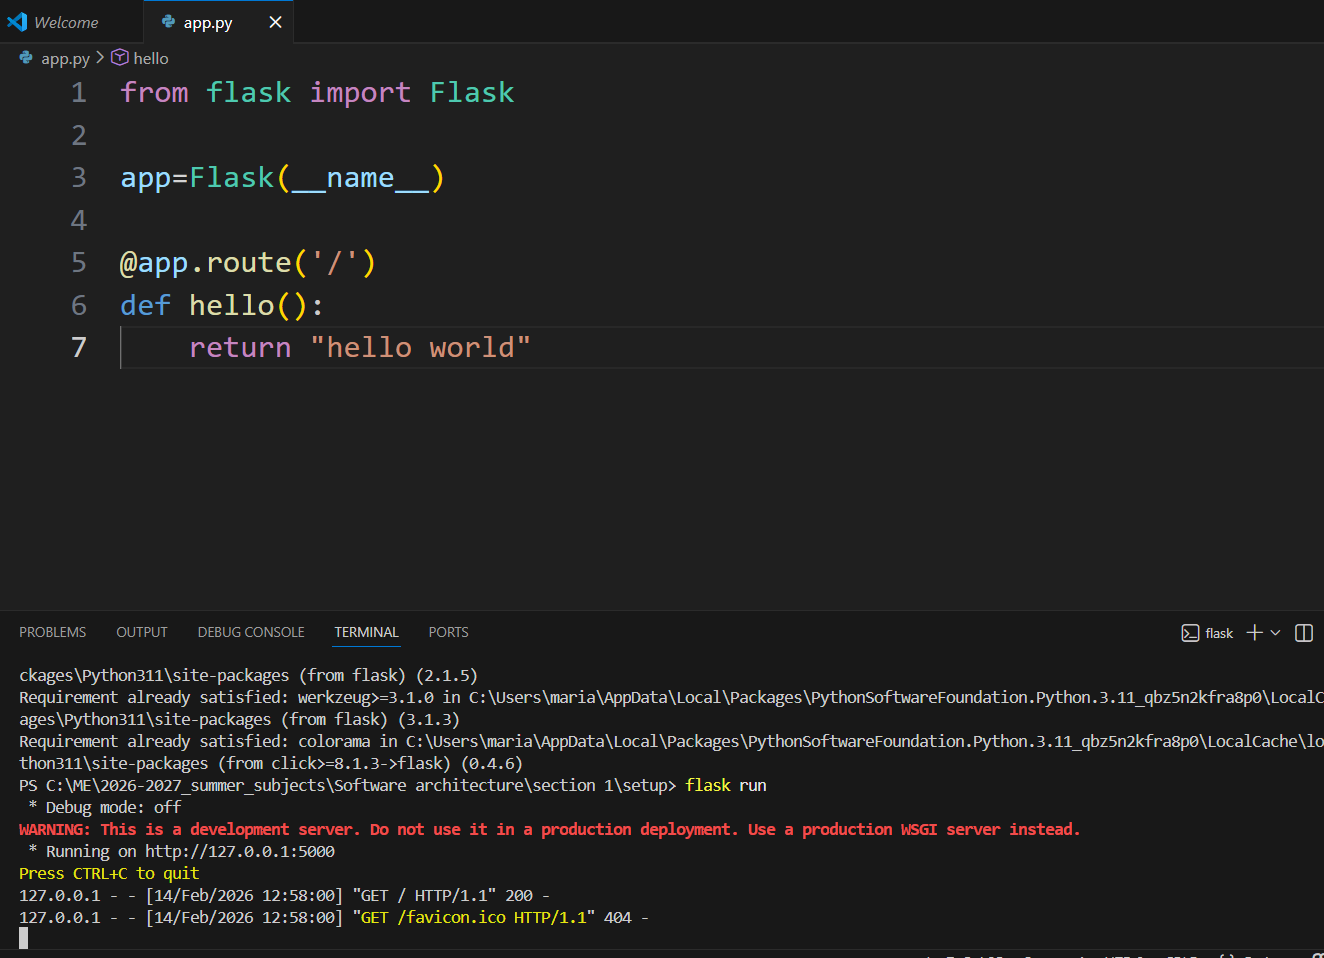 Welcome
app.py
app.py > hello
1 from flask import Flask
2
3 app=Flask(__name__)
4
5 @app.route('/')
6 def hello():
7     return "hello world"
PROBLEMS OUTPUT DEBUG CONSOLE TERMINAL PORTS flask
ckages\Python311\site-packages (from flask) (2.1.5)
Requirement already satisfied: werkzeug>=3.1.0 in C:\Users\maria\AppData\Local\Packages\PythonSoftwareFoundation.Python.3.11_qbz5n2kfra8p0\LocalC
ages\Python311\site-packages (from flask) (3.1.3)
Requirement already satisfied: colorama in C:\Users\maria\AppData\Local\Packages\PythonSoftwareFoundation.Python.3.11_qbz5n2kfra8p0\LocalCache\lo
thon311\site-packages (from click>=8.1.3->flask) (0.4.6)
PS C:\ME\2026-2027_summer_subjects\Software architecture\section 1\setup> flask run
 * Debug mode: off
WARNING: This is a development server. Do not use it in a production deployment. Use a production WSGI server instead.
 * Running on http://127.0.0.1:5000
Press CTRL+C to quit
127.0.0.1 - - [14/Feb/2026 12:58:00] "GET / HTTP/1.1" 200 -
127.0.0.1 - - [14/Feb/2026 12:58:00] "GET /favicon.ico HTTP/1.1" 404 -